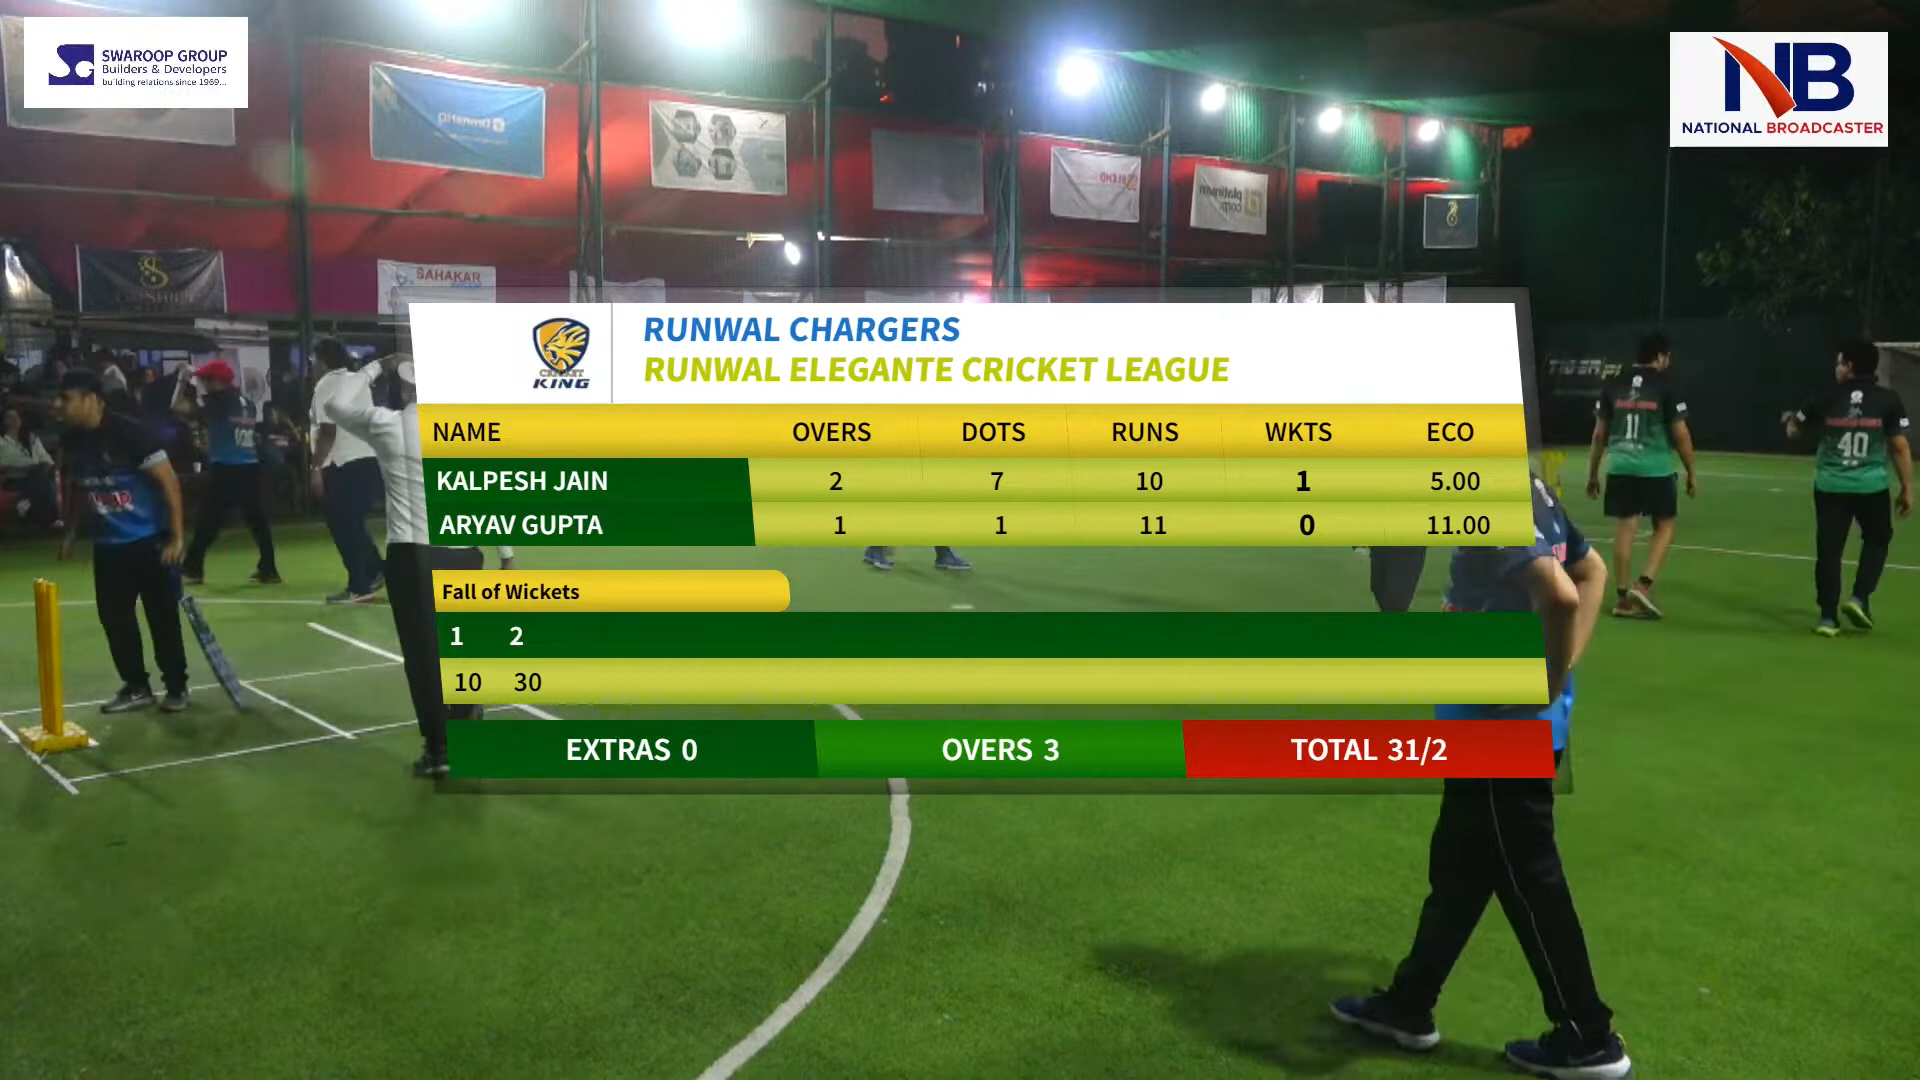 SWAROOP GROUP
Builders & Developers
building relations since 1969...
NB
NATIONAL BROADCASTER
SAHAKAR
platinum
corp.
CRICKET
KING
RUNWAL CHARGERS
RUNWAL ELEGANTE CRICKET LEAGUE
NAME OVERS DOTS RUNS WKTS ECO
KALPESH JAIN 2 7 10 1 5.00
ARYAV GUPTA 1 1 11 0 11.00
Fall of Wickets
1 2
10 30
EXTRAS 0 OVERS 3 TOTAL 31/2
11
40